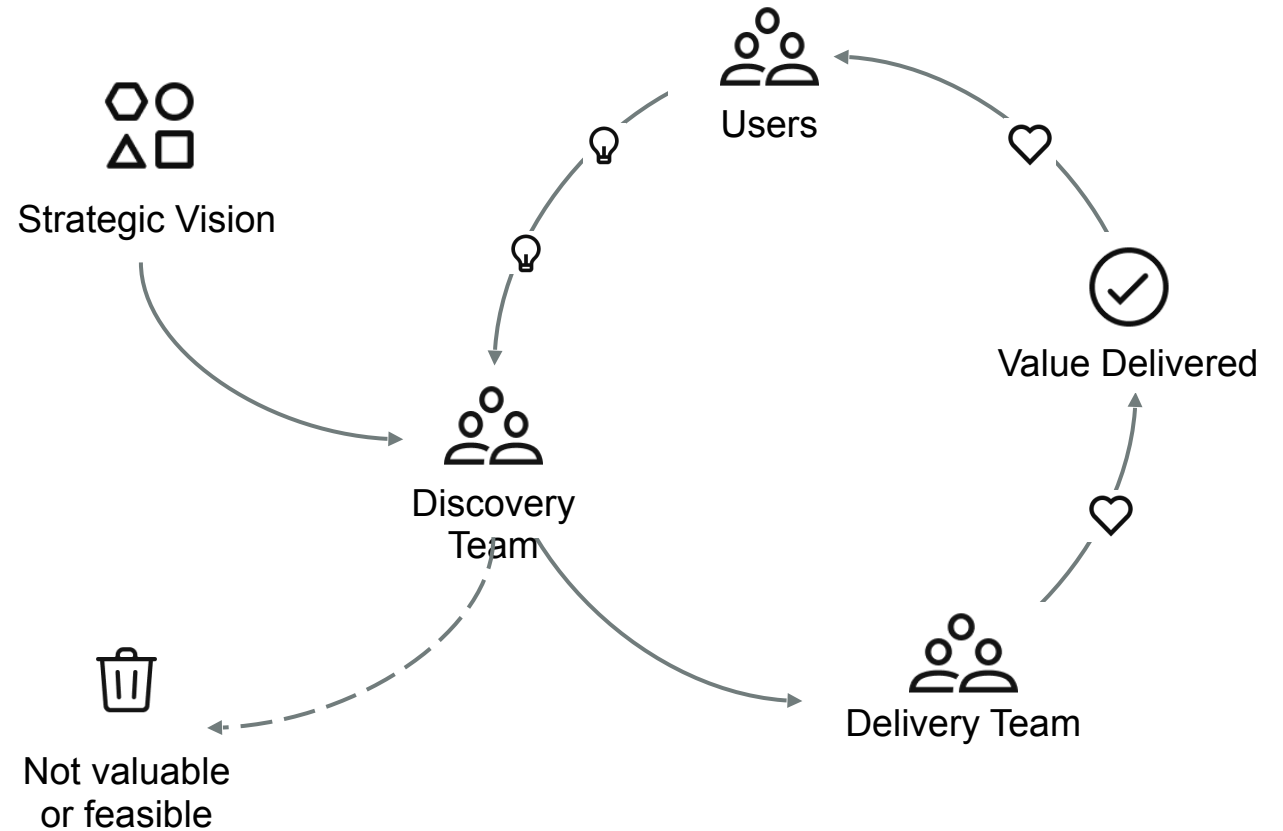 Users
Strategic Vision
Value Delivered
Discovery
Team
Delivery Team
Not valuable
or feasible